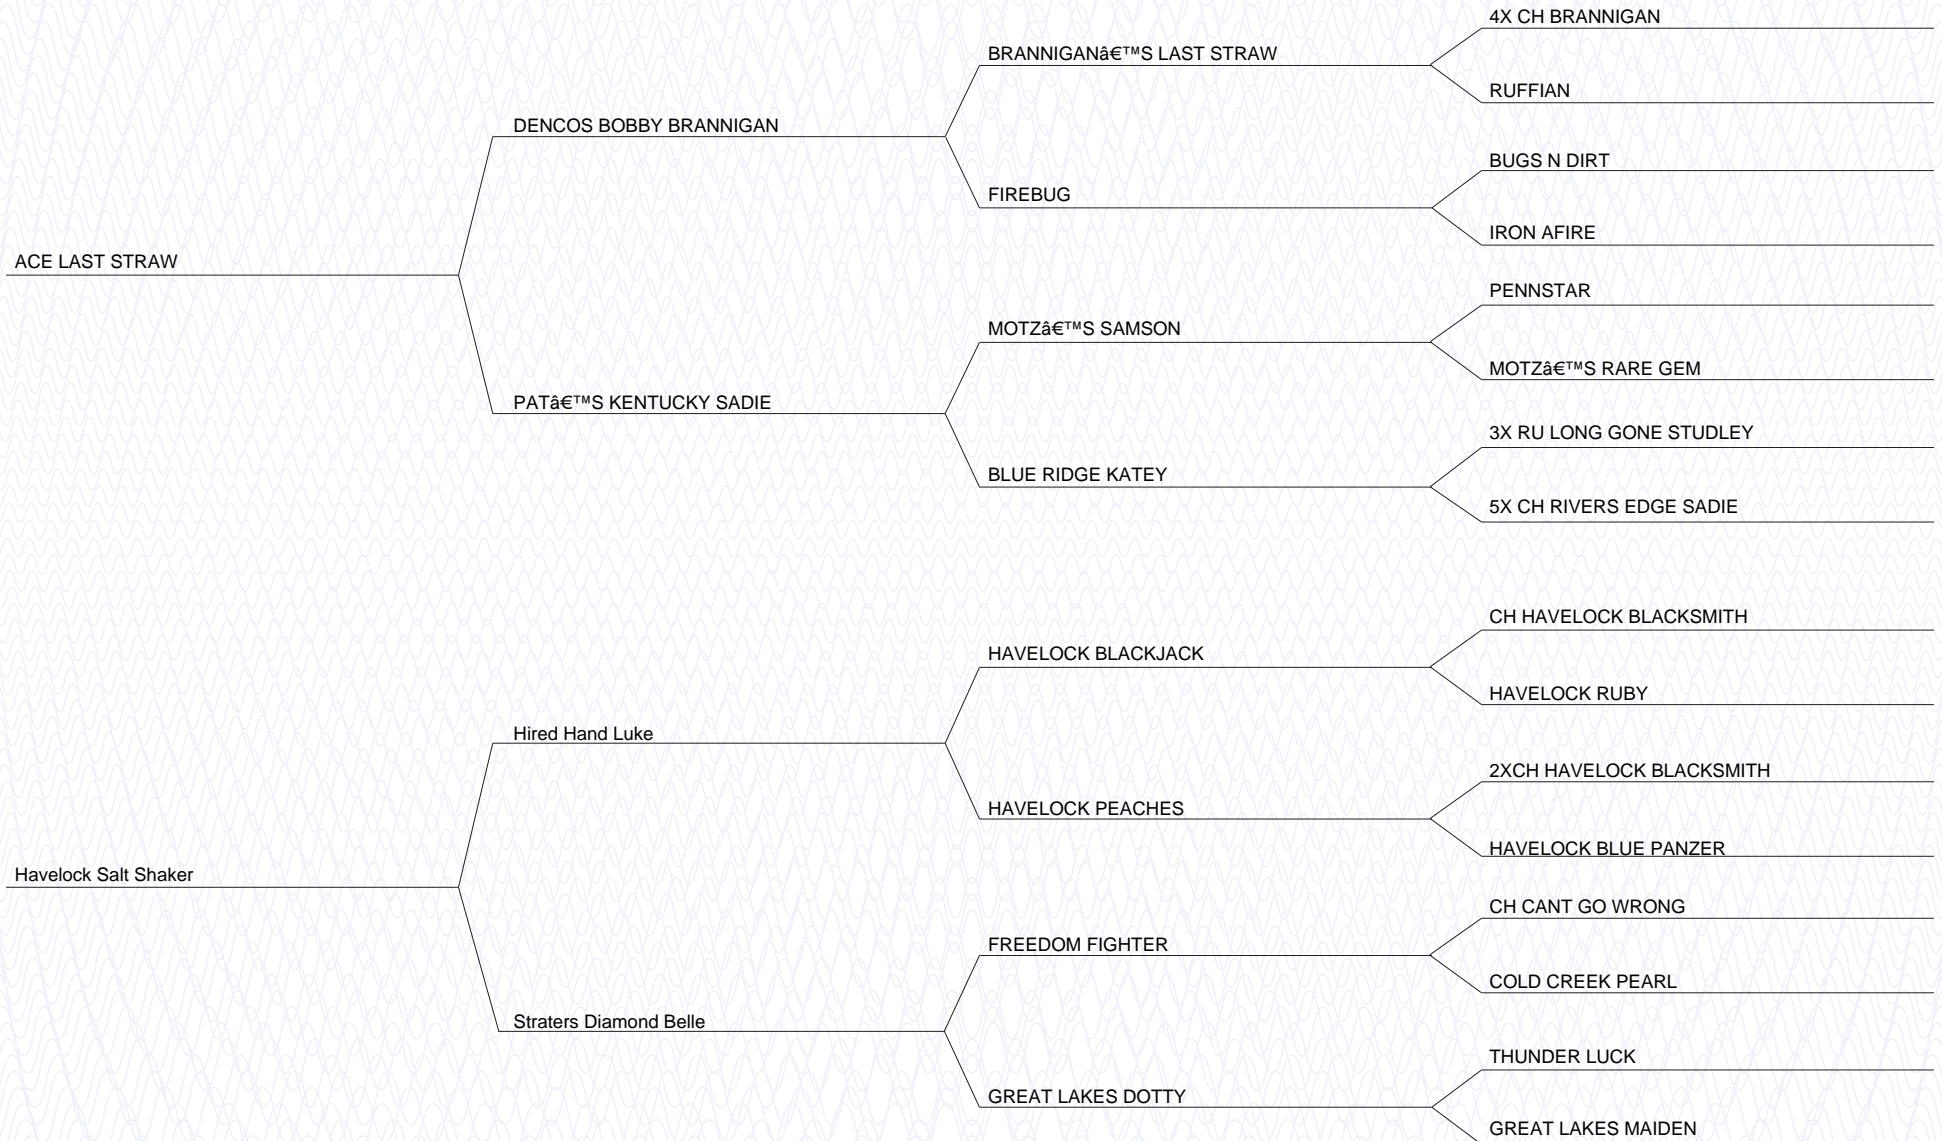 4X CH BRANNIGAN
BRANNIGANâ€™S LAST STRAW
RUFFIAN
DENCOS BOBBY BRANNIGAN
BUGS N DIRT
FIREBUG
IRON AFIRE
ACE LAST STRAW
PENNSTAR
MOTZâ€™S SAMSON
MOTZâ€™S RARE GEM
PATâ€™S KENTUCKY SADIE
3X RU LONG GONE STUDLEY
BLUE RIDGE KATEY
5X CH RIVERS EDGE SADIE
CH HAVELOCK BLACKSMITH
HAVELOCK BLACKJACK
HAVELOCK RUBY
Hired Hand Luke
2XCH HAVELOCK BLACKSMITH
HAVELOCK PEACHES
HAVELOCK BLUE PANZER
Havelock Salt Shaker
CH CANT GO WRONG
FREEDOM FIGHTER
COLD CREEK PEARL
Straters Diamond Belle
THUNDER LUCK
GREAT LAKES DOTTY
GREAT LAKES MAIDEN